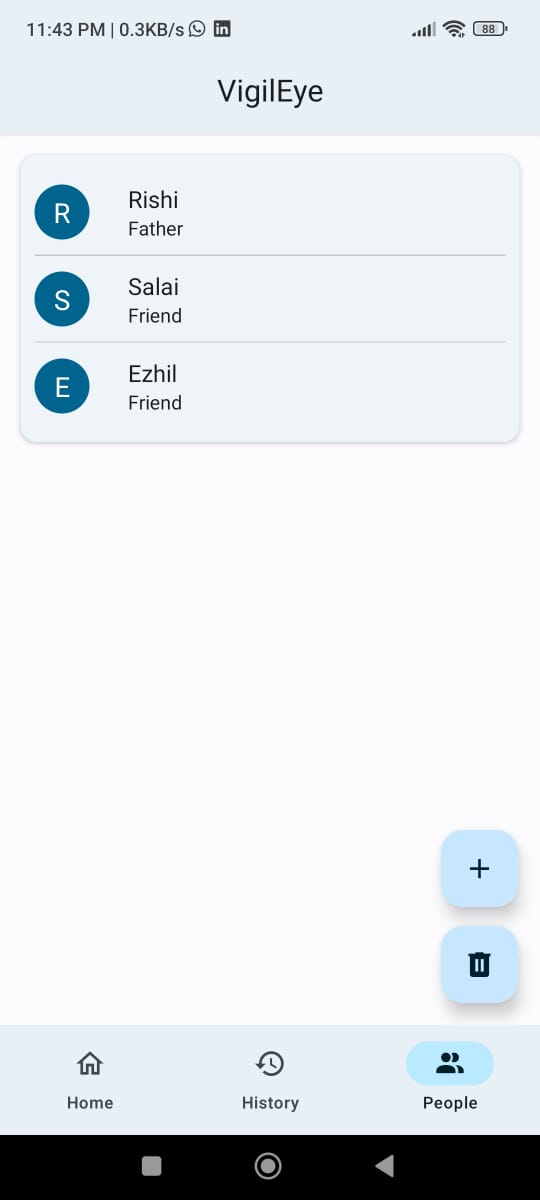 11:43 PM | 0.3KB/s
88
VigilEye
R
Rishi
Father
S
Salai
Friend
E
Ezhil
Friend
Home
History
People